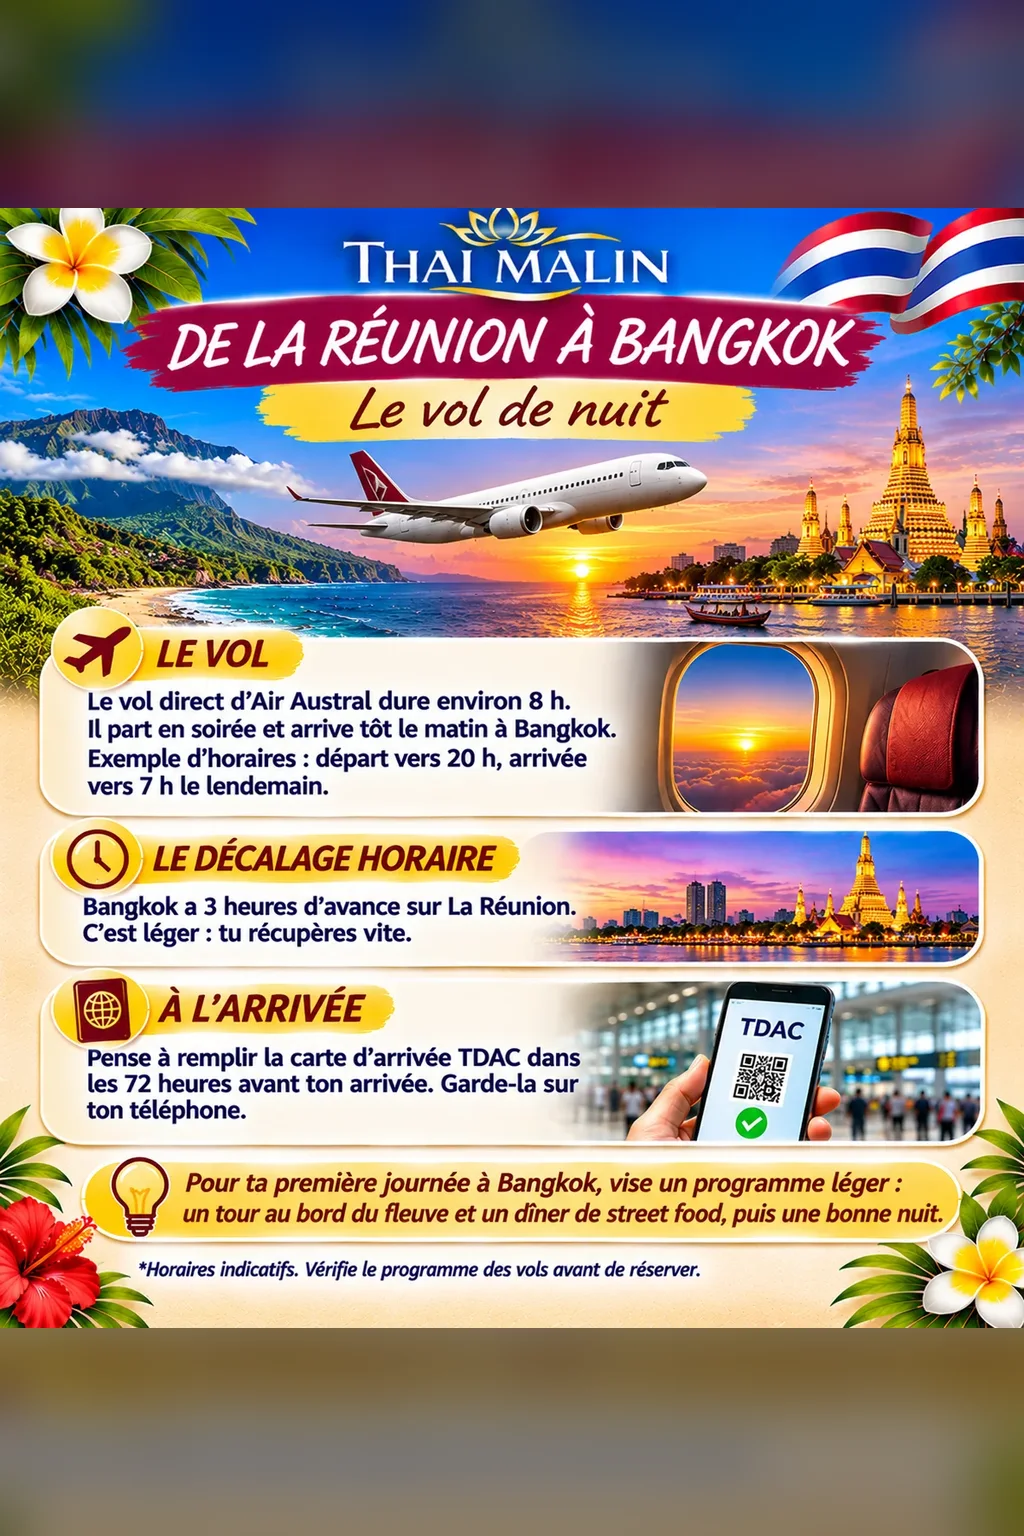 THAI MALIN
DE LA RÉUNION À BANGKOK
Le vol de nuit
LE VOL
Le vol direct d'Air Austral dure environ 8 h.
Il part en soirée et arrive tôt le matin à Bangkok.
Exemple d'horaires : départ vers 20 h, arrivée
vers 7 h le lendemain.
LE DÉCALAGE HORAIRE
Bangkok a 3 heures d'avance sur La Réunion.
C'est léger : tu récupères vite.
À L'ARRIVÉE
Pense à remplir la carte d'arrivée TDAC dans
les 72 heures avant ton arrivée. Garde-la sur
ton téléphone.
TDAC
Pour ta première journée à Bangkok, vise un programme léger :
un tour au bord du fleuve et un dîner de street food, puis une bonne nuit.
*Horaires indicatifs. Vérifie le programme des vols avant de réserver.